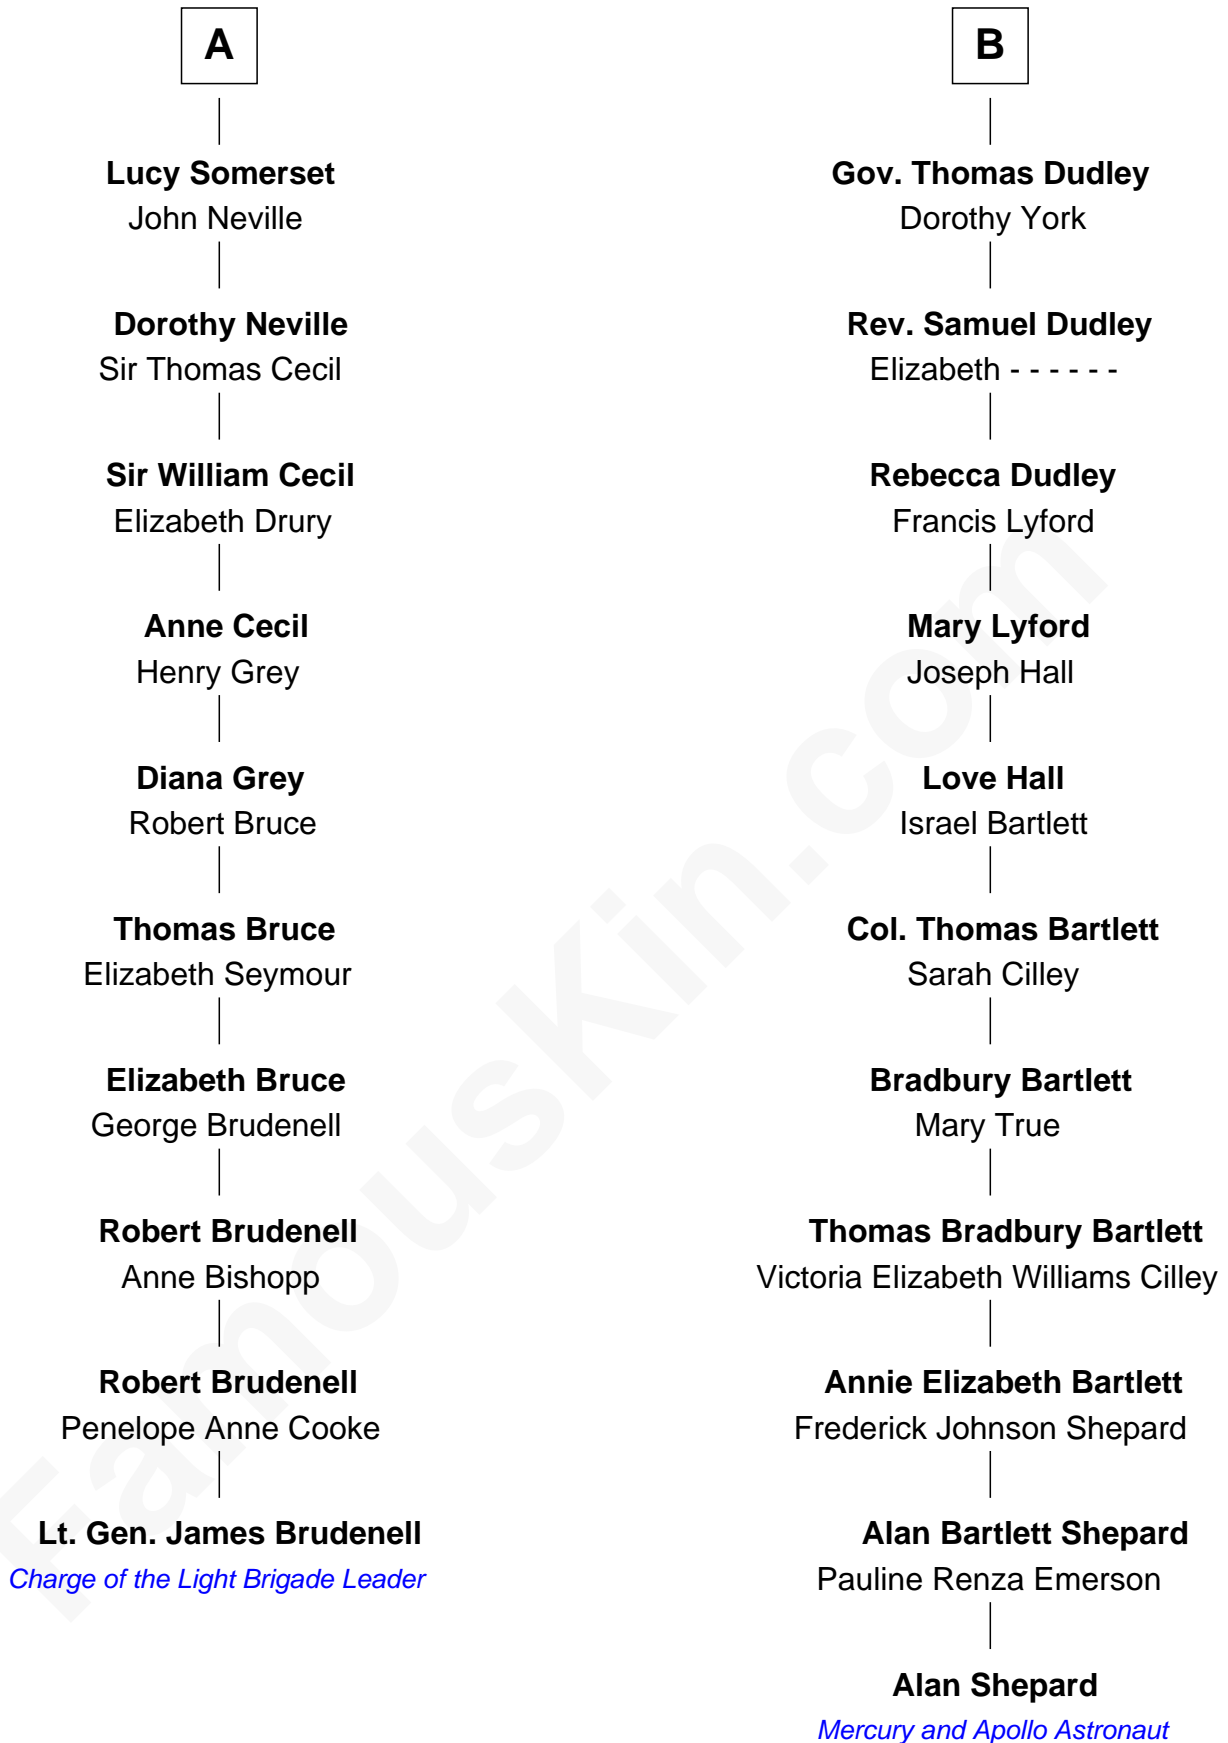 A
Lucy Somerset
John Neville
Dorothy Neville
Sir Thomas Cecil
Sir William Cecil
Elizabeth Drury
Anne Cecil
Henry Grey
Diana Grey
Robert Bruce
Thomas Bruce
Elizabeth Seymour
Elizabeth Bruce
George Brudenell
Robert Brudenell
Anne Bishopp
Robert Brudenell
Penelope Anne Cooke
Lt. Gen. James Brudenell
Charge of the Light Brigade Leader
B
Gov. Thomas Dudley
Dorothy York
Rev. Samuel Dudley
Elizabeth - - - - - -
Rebecca Dudley
Francis Lyford
Mary Lyford
Joseph Hall
Love Hall
Israel Bartlett
Col. Thomas Bartlett
Sarah Cilley
Bradbury Bartlett
Mary True
Thomas Bradbury Bartlett
Victoria Elizabeth Williams Cilley
Annie Elizabeth Bartlett
Frederick Johnson Shepard
Alan Bartlett Shepard
Pauline Renza Emerson
Alan Shepard
Mercury and Apollo Astronaut
FamousKin.com